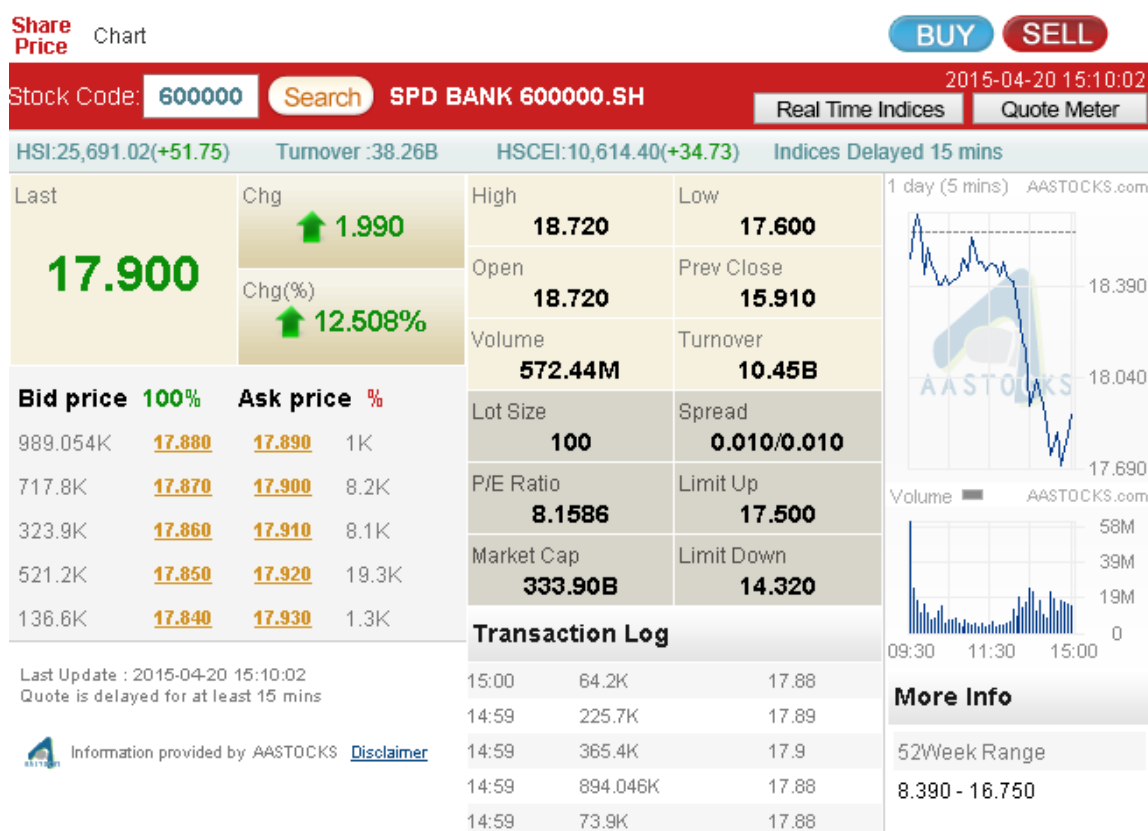 Share
Price
Chart
BUY
SELL
Stock Code:
600000
Search
SPD BANK 600000.SH
2015-04-20 15:10:02
Real Time Indices
Quote Meter
HSI:25,691.02(+51.75)
Turnover :38.26B
HSCEI:10,614.40(+34.73)
Indices Delayed 15 mins
Last
17.900
Chg
1.990
Chg(%)
12.508%
High
18.720
Low
17.600
Open
18.720
Prev Close
15.910
Volume
572.44M
Turnover
10.45B
Lot Size
100
Spread
0.010/0.010
P/E Ratio
8.1586
Limit Up
17.500
Market Cap
333.90B
Limit Down
14.320
Bid price 100% Ask price %
989.054K 17.880 17.890 1K
717.8K 17.870 17.900 8.2K
323.9K 17.860 17.910 8.1K
521.2K 17.850 17.920 19.3K
136.6K 17.840 17.930 1.3K
Last Update : 2015-04-20 15:10:02
Quote is delayed for at least 15 mins
Information provided by AASTOCKS Disclaimer
Transaction Log
15:00 64.2K 17.88
14:59 225.7K 17.89
14:59 365.4K 17.9
14:59 894.046K 17.88
14:59 73.9K 17.88
1 day (5 mins) AASTOCKS.com
18.390
18.040
17.690
AASTOCKS
Volume AASTOCKS.com
58M
39M
19M
0
09:30 11:30 15:00
More Info
52Week Range
8.390 - 16.750